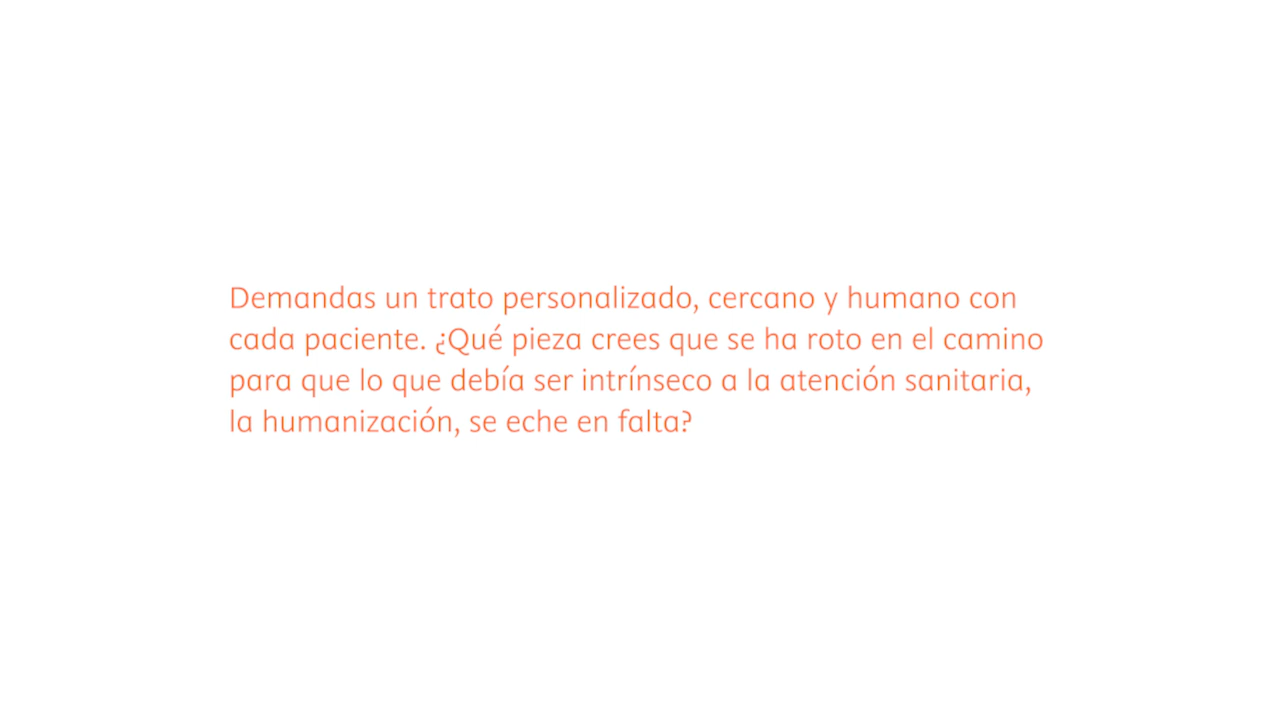 Demandas un trato personalizado, cercano y humano con
cada paciente. ¿Qué pieza crees que se ha roto en el camino
para que lo que debía ser intrínseco a la atención sanitaria,
la humanización, se eche en falta?